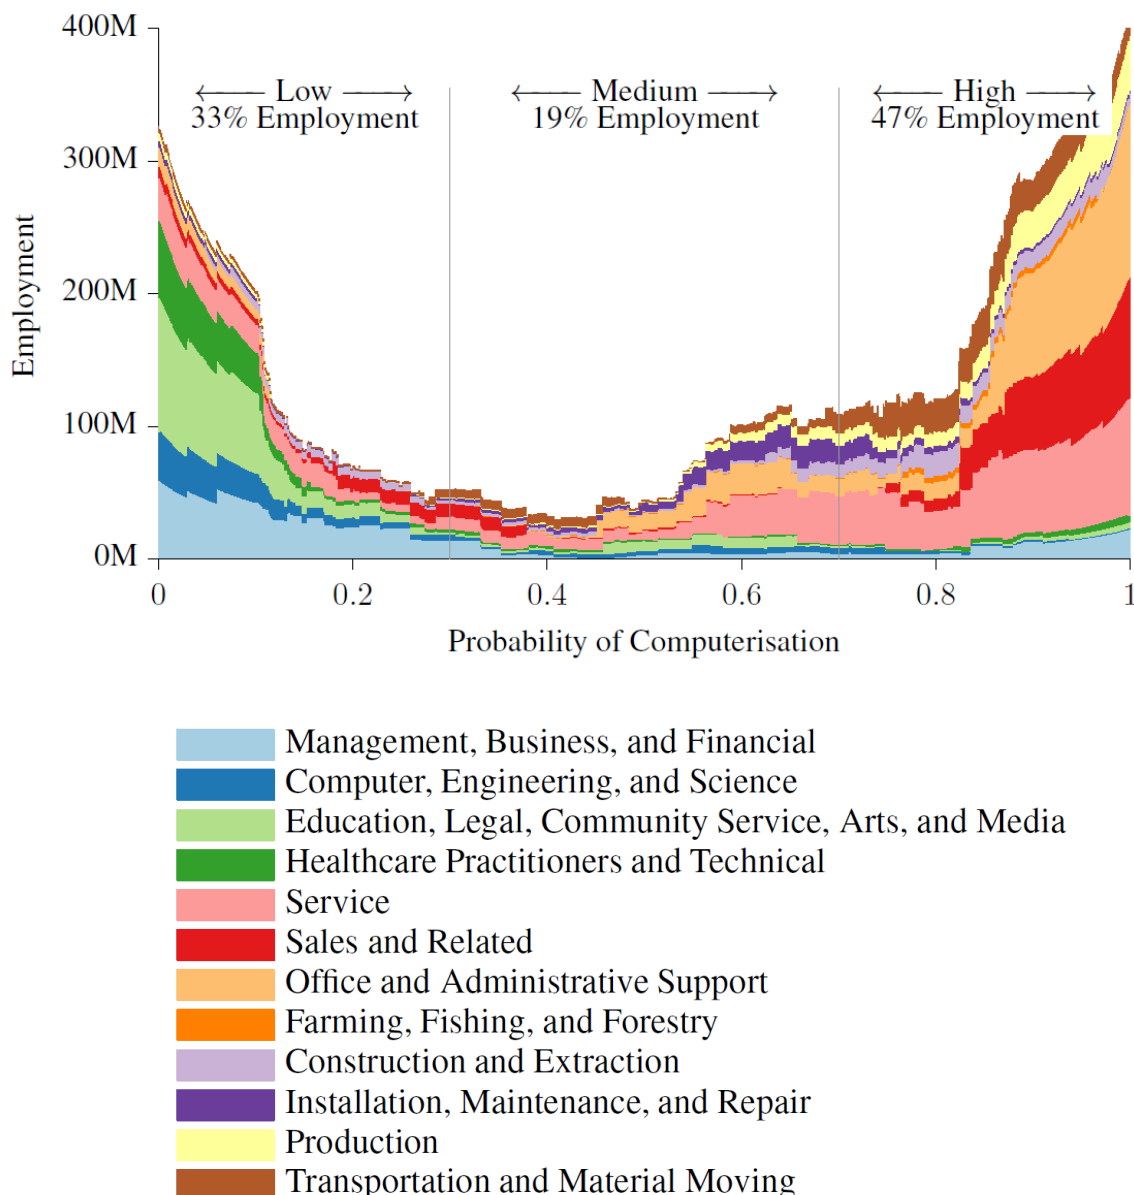 400M
Low
Medium
High
33% Employment
19% Employment
47% Employment
300M
Employment
200M
100M
0M
0
0.2
0.4
0.6
0.8
1
Probability of Computerisation
Management, Business, and Financial
Computer, Engineering, and Science
Education, Legal, Community Service, Arts, and Media
Healthcare Practitioners and Technical
Service
Sales and Related
Office and Administrative Support
Farming, Fishing, and Forestry
Construction and Extraction
Installation, Maintenance, and Repair
Production
Transportation and Material Moving